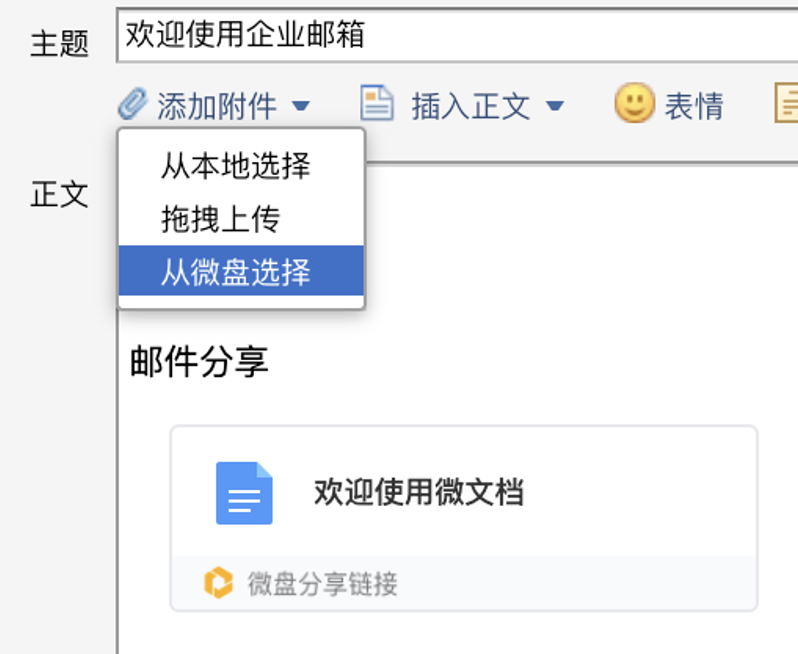 主题 欢迎使用企业邮箱
添加附件 插入正文 表情
从本地选择
正文
拖拽上传
从微盘选择
邮件分享
欢迎使用微文档
微盘分享链接